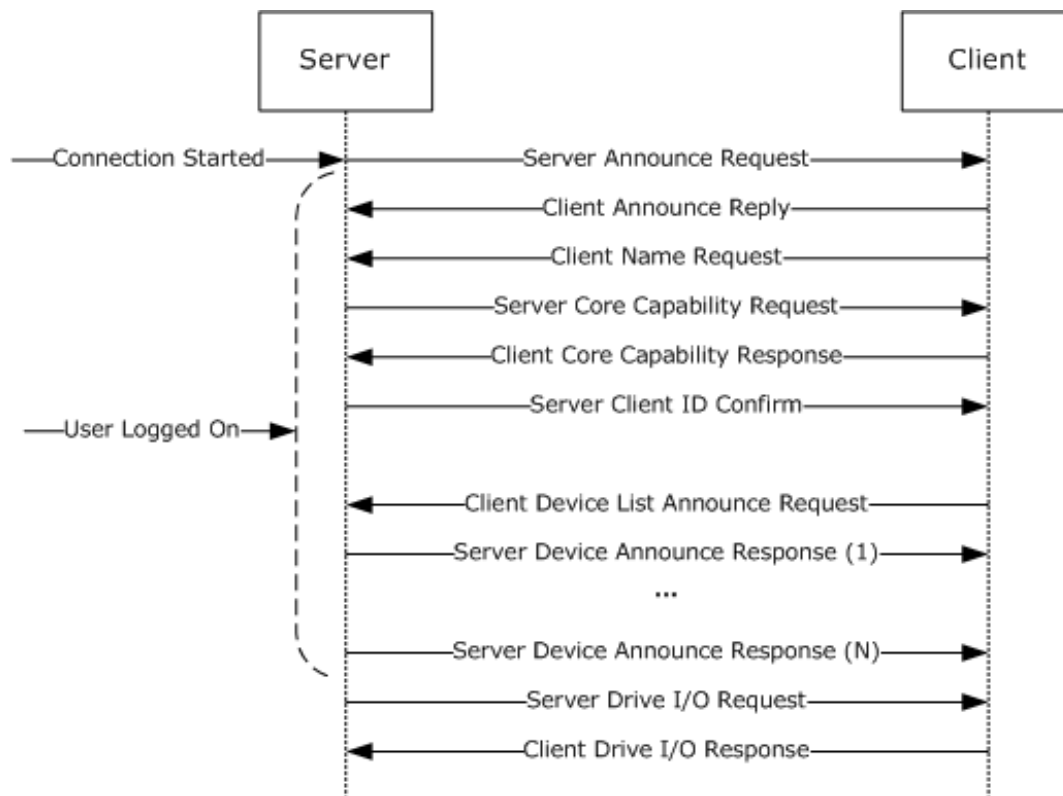 Server
Client
Connection Started
Server Announce Request
Client Announce Reply
Client Name Request
Server Core Capability Request
Client Core Capability Response
Server Client ID Confirm
User Logged On
Client Device List Announce Request
Server Device Announce Response (1)
...
Server Device Announce Response (N)
Server Drive I/O Request
Client Drive I/O Response